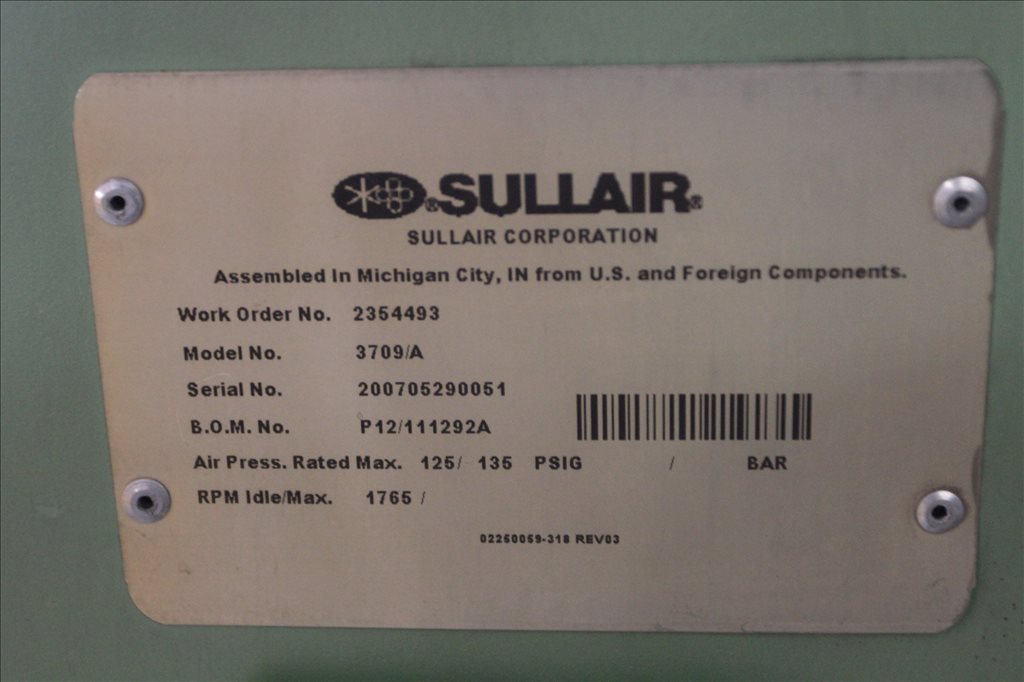 SULLAIR®
SULLAIR CORPORATION
Assembled In Michigan City, IN from U.S. and Foreign Components.
Work Order No. 2354493
Model No. 3709/A
Serial No. 200705290051
B.O.M. No. P12/111292A
Air Press. Rated Max. 125/ 135 PSIG / BAR
RPM Idle/Max. 1765 /
02250059-318 REV03